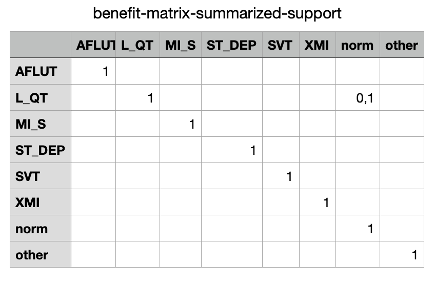 benefit-matrix-summarized-support
AFLUT L_QT MI_S ST_DEP SVT XMI norm other
AFLUT 1
L_QT 1 0,1
MI_S 1
ST_DEP 1
SVT 1
XMI 1
norm 1
other 1